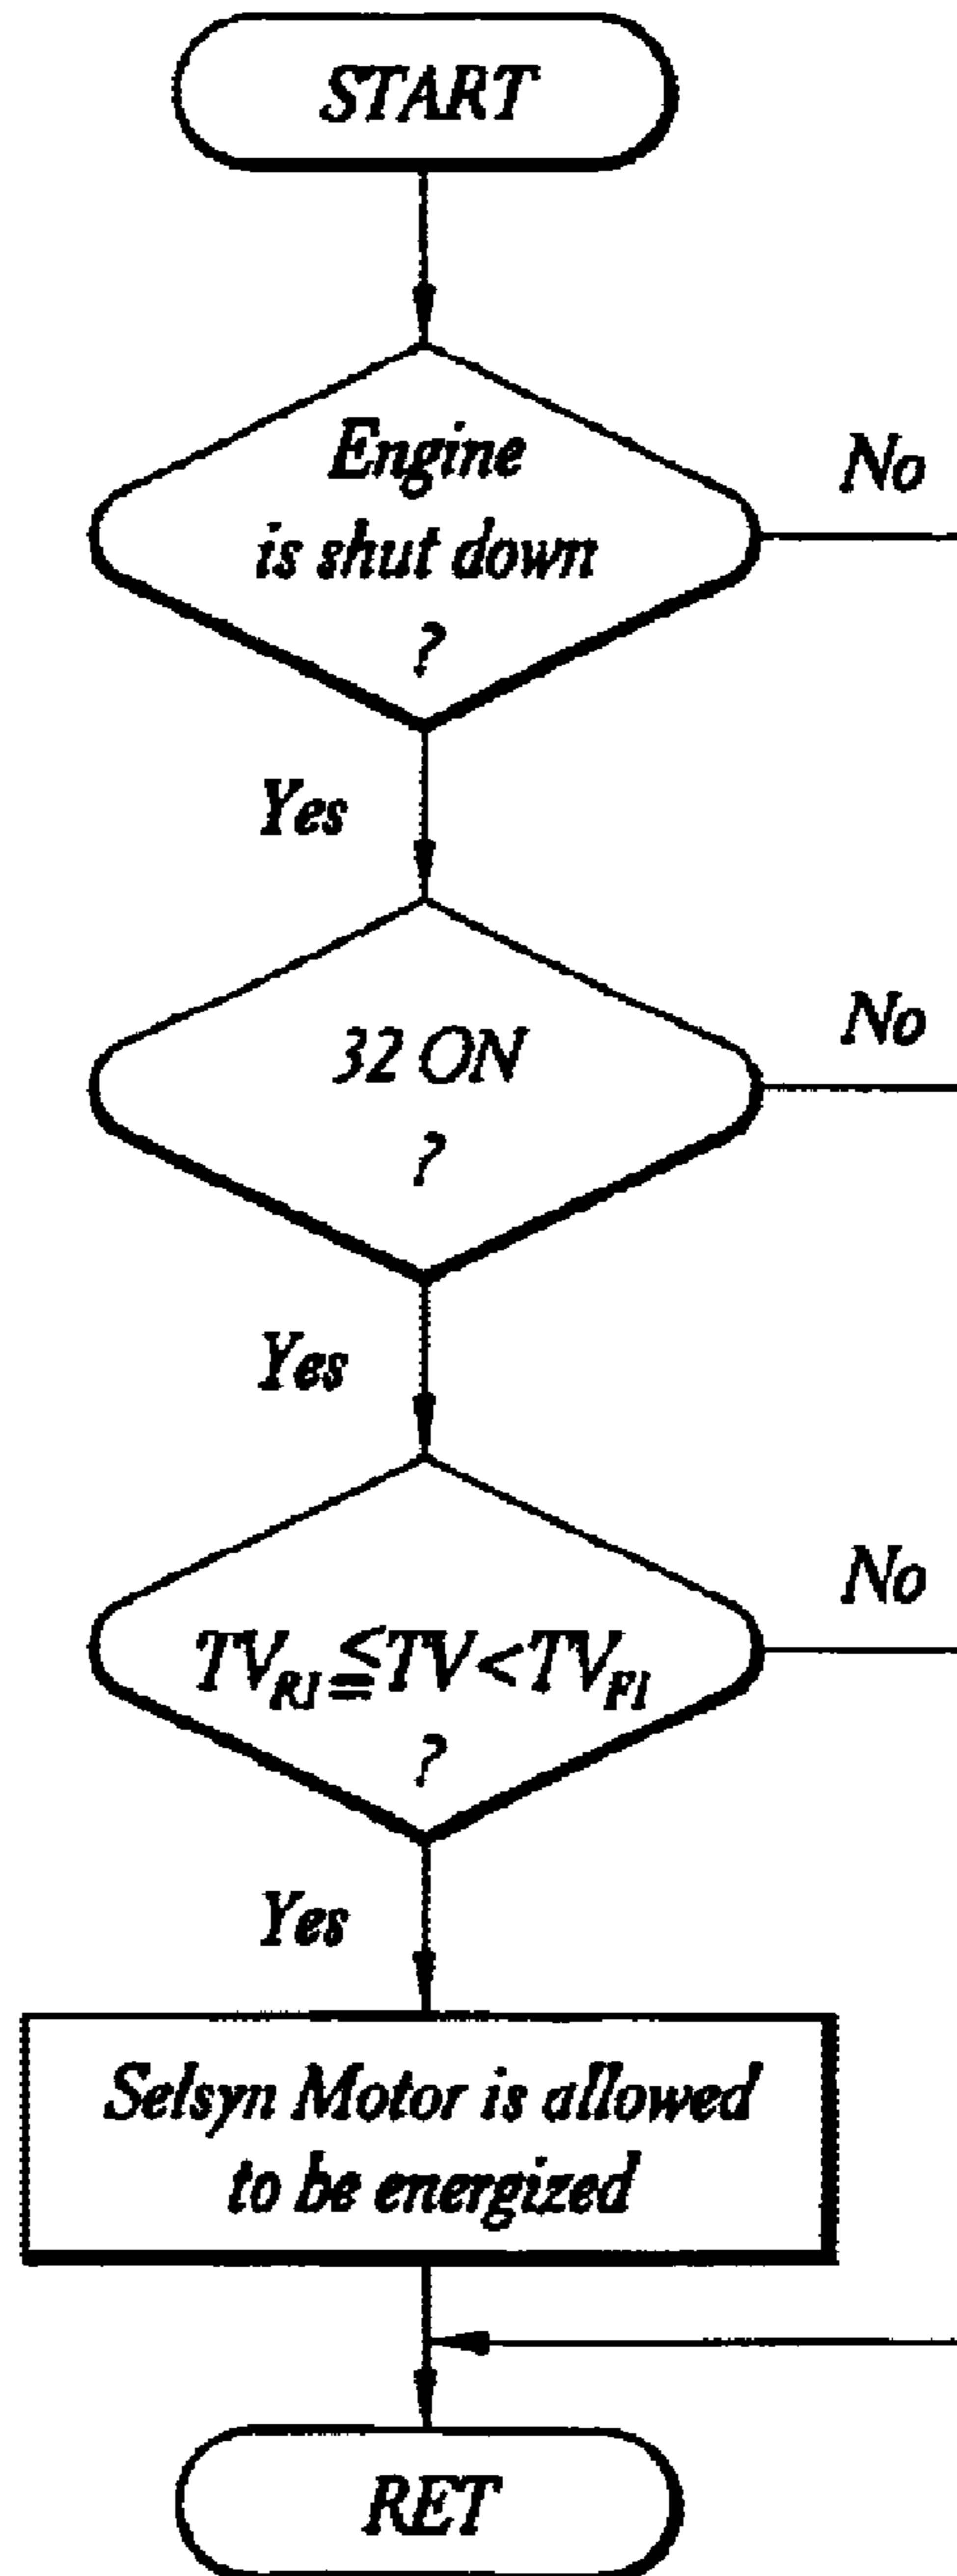 START
Engine
is shut down
?
No
Yes
32 ON
?
No
Yes
TV_RI ≦ TV < TV_FI
?
No
Yes
Selsyn Motor is allowed
to be energized
RET